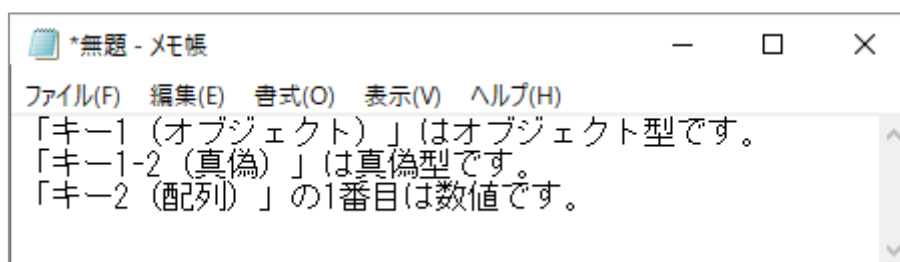 *無題 - メモ帳
ファイル(F) 編集(E) 書式(O) 表示(V) ヘルプ(H)
「キー1（オブジェクト）」はオブジェクト型です。
「キー1-2（真偽）」は真偽型です。
「キー2（配列）」の1番目は数値です。